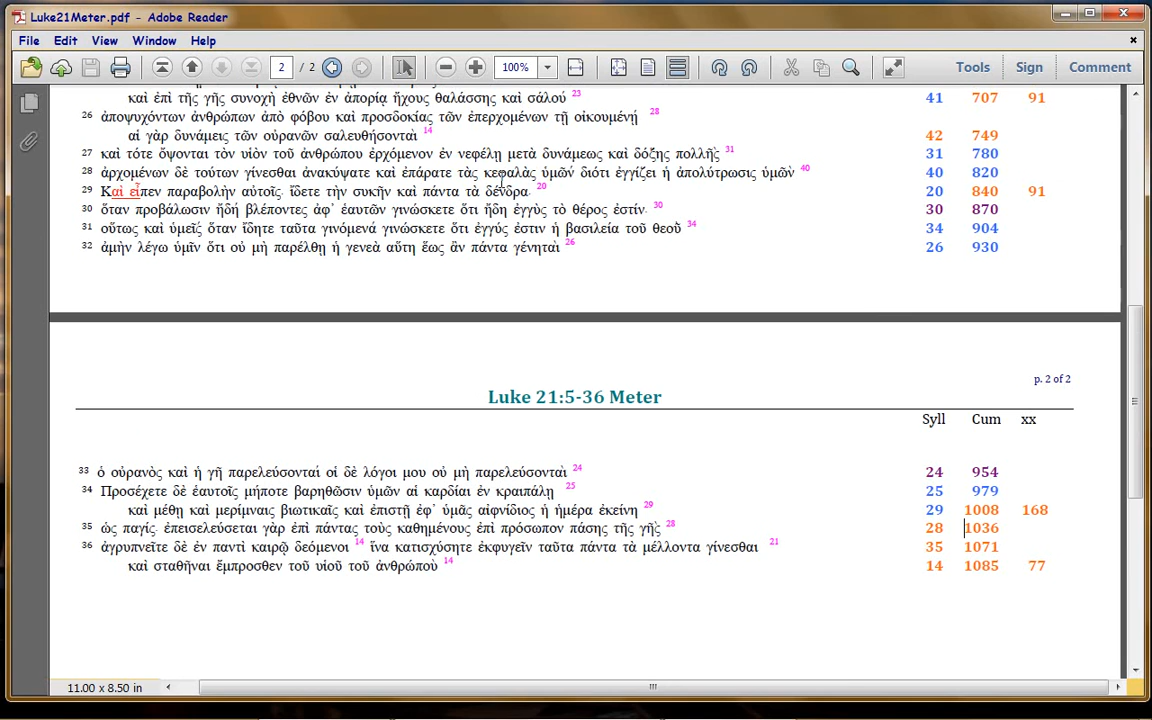 Luke21Meter.pdf - Adobe Reader
File Edit View Window Help
2 / 2 100% Tools Sign Comment
καὶ ἐπὶ τῆς γῆς συνοχὴ ἐθνῶν ἐν ἀπορίᾳ ἤχους θαλάσσης καὶ σάλού 23 41 707 91
26 ἀποψυχόντων ἀνθρώπων ἀπὸ φόβου καὶ προσδοκίας τῶν ἐπερχομένων τῇ οἰκουμένῃ 28
αἱ γὰρ δυνάμεις τῶν οὐρανῶν σαλευθήσονταὶ 14 42 749
27 καὶ τότε ὄψονται τὸν υἱὸν τοῦ ἀνθρώπου ἐρχόμενον ἐν νεφέλῃ μετὰ δυνάμεως καὶ δόξης πολλῆς 31 31 780
28 ἀρχομένων δὲ τούτων γίνεσθαι ἀνακύψατε καὶ ἐπάρατε τὰς κεφαλὰς ὑμῶν διότι ἐγγίζει ἡ ἀπολύτρωσις ὑμῶν 40 40 820
29 Καὶ εἶπεν παραβολὴν αὐτοῖς· ἴδετε τὴν συκῆν καὶ πάντα τὰ δένδρα· 20 20 840 91
30 ὅταν προβάλωσιν ἤδη βλέποντες ἀφ᾽ ἑαυτῶν γινώσκετε ὅτι ἤδη ἐγγὺς τὸ θέρος ἐστίν· 30 30 870
31 οὕτως καὶ ὑμεῖς ὅταν ἴδητε ταῦτα γινόμενά γινώσκετε ὅτι ἐγγύς ἐστιν ἡ βασιλεία τοῦ θεοῦ 34 34 904
32 ἀμὴν λέγω ὑμῖν ὅτι οὐ μὴ παρέλθῃ ἡ γενεὰ αὕτη ἕως ἂν πάντα γένηταὶ 26 26 930
p. 2 of 2
Luke 21:5-36 Meter
Syll Cum xx
33 ὁ οὐρανὸς καὶ ἡ γῆ παρελεύσονταί οἱ δὲ λόγοι μου οὐ μὴ παρελεύσονταὶ 24 24 954
34 Προσέχετε δὲ ἑαυτοῖς μήποτε βαρηθῶσιν ὑμῶν αἱ καρδίαι ἐν κραιπάλῃ 25 25 979
καὶ μέθῃ καὶ μερίμναις βιωτικαῖς καὶ ἐπιστῇ ἐφ᾽ ὑμᾶς αἰφνίδιος ἡ ἡμέρα ἐκείνη 29 29 1008 168
35 ὡς παγίς· ἐπεισελεύσεται γὰρ ἐπὶ πάντας τοὺς καθημένους ἐπὶ πρόσωπον πάσης τῆς γῆς 28 28 1036
36 ἀγρυπνεῖτε δὲ ἐν παντὶ καιρῷ δεόμενοι 14 ἵνα κατισχύσητε ἐκφυγεῖν ταῦτα πάντα τὰ μέλλοντα γίνεσθαι 21 35 1071
καὶ σταθῆναι ἔμπροσθεν τοῦ υἱοῦ τοῦ ἀνθρώποὺ 14 14 1085 77
11.00 x 8.50 in